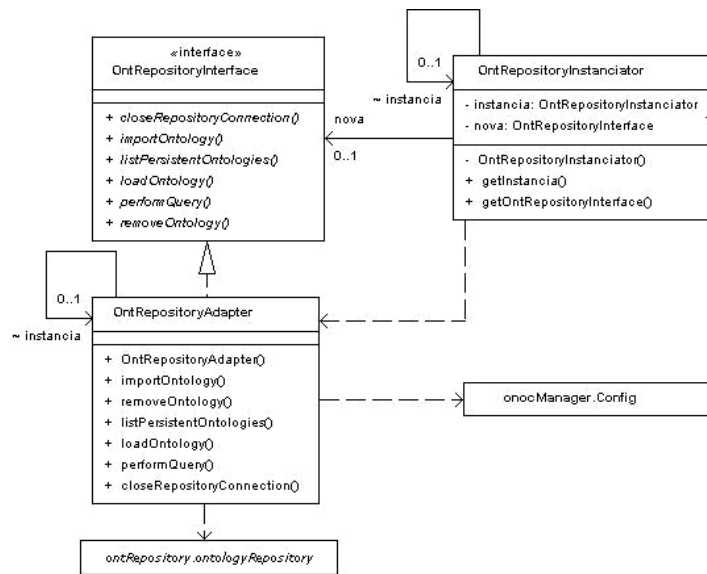 «interface»
OntRepositoryInterface
+ closeRepositoryConnection()
+ importOntology()
+ listPersistentOntologies()
+ loadOntology()
+ performQuery()
+ removeOntology()
nova
0..1
0..1
~ instancia
OntRepositoryInstanciator
- instancia: OntRepositoryInstanciator
- nova: OntRepositoryInterface
- OntRepositoryInstanciator()
+ getInstancia()
+ getOntRepositoryInterface()
0..1
~ instancia
OntRepositoryAdapter
+ OntRepositoryAdapter()
+ importOntology()
+ removeOntology()
+ listPersistentOntologies()
+ loadOntology()
+ performQuery()
+ closeRepositoryConnection()
onocManager.Config
ontRepository.ontologyRepository